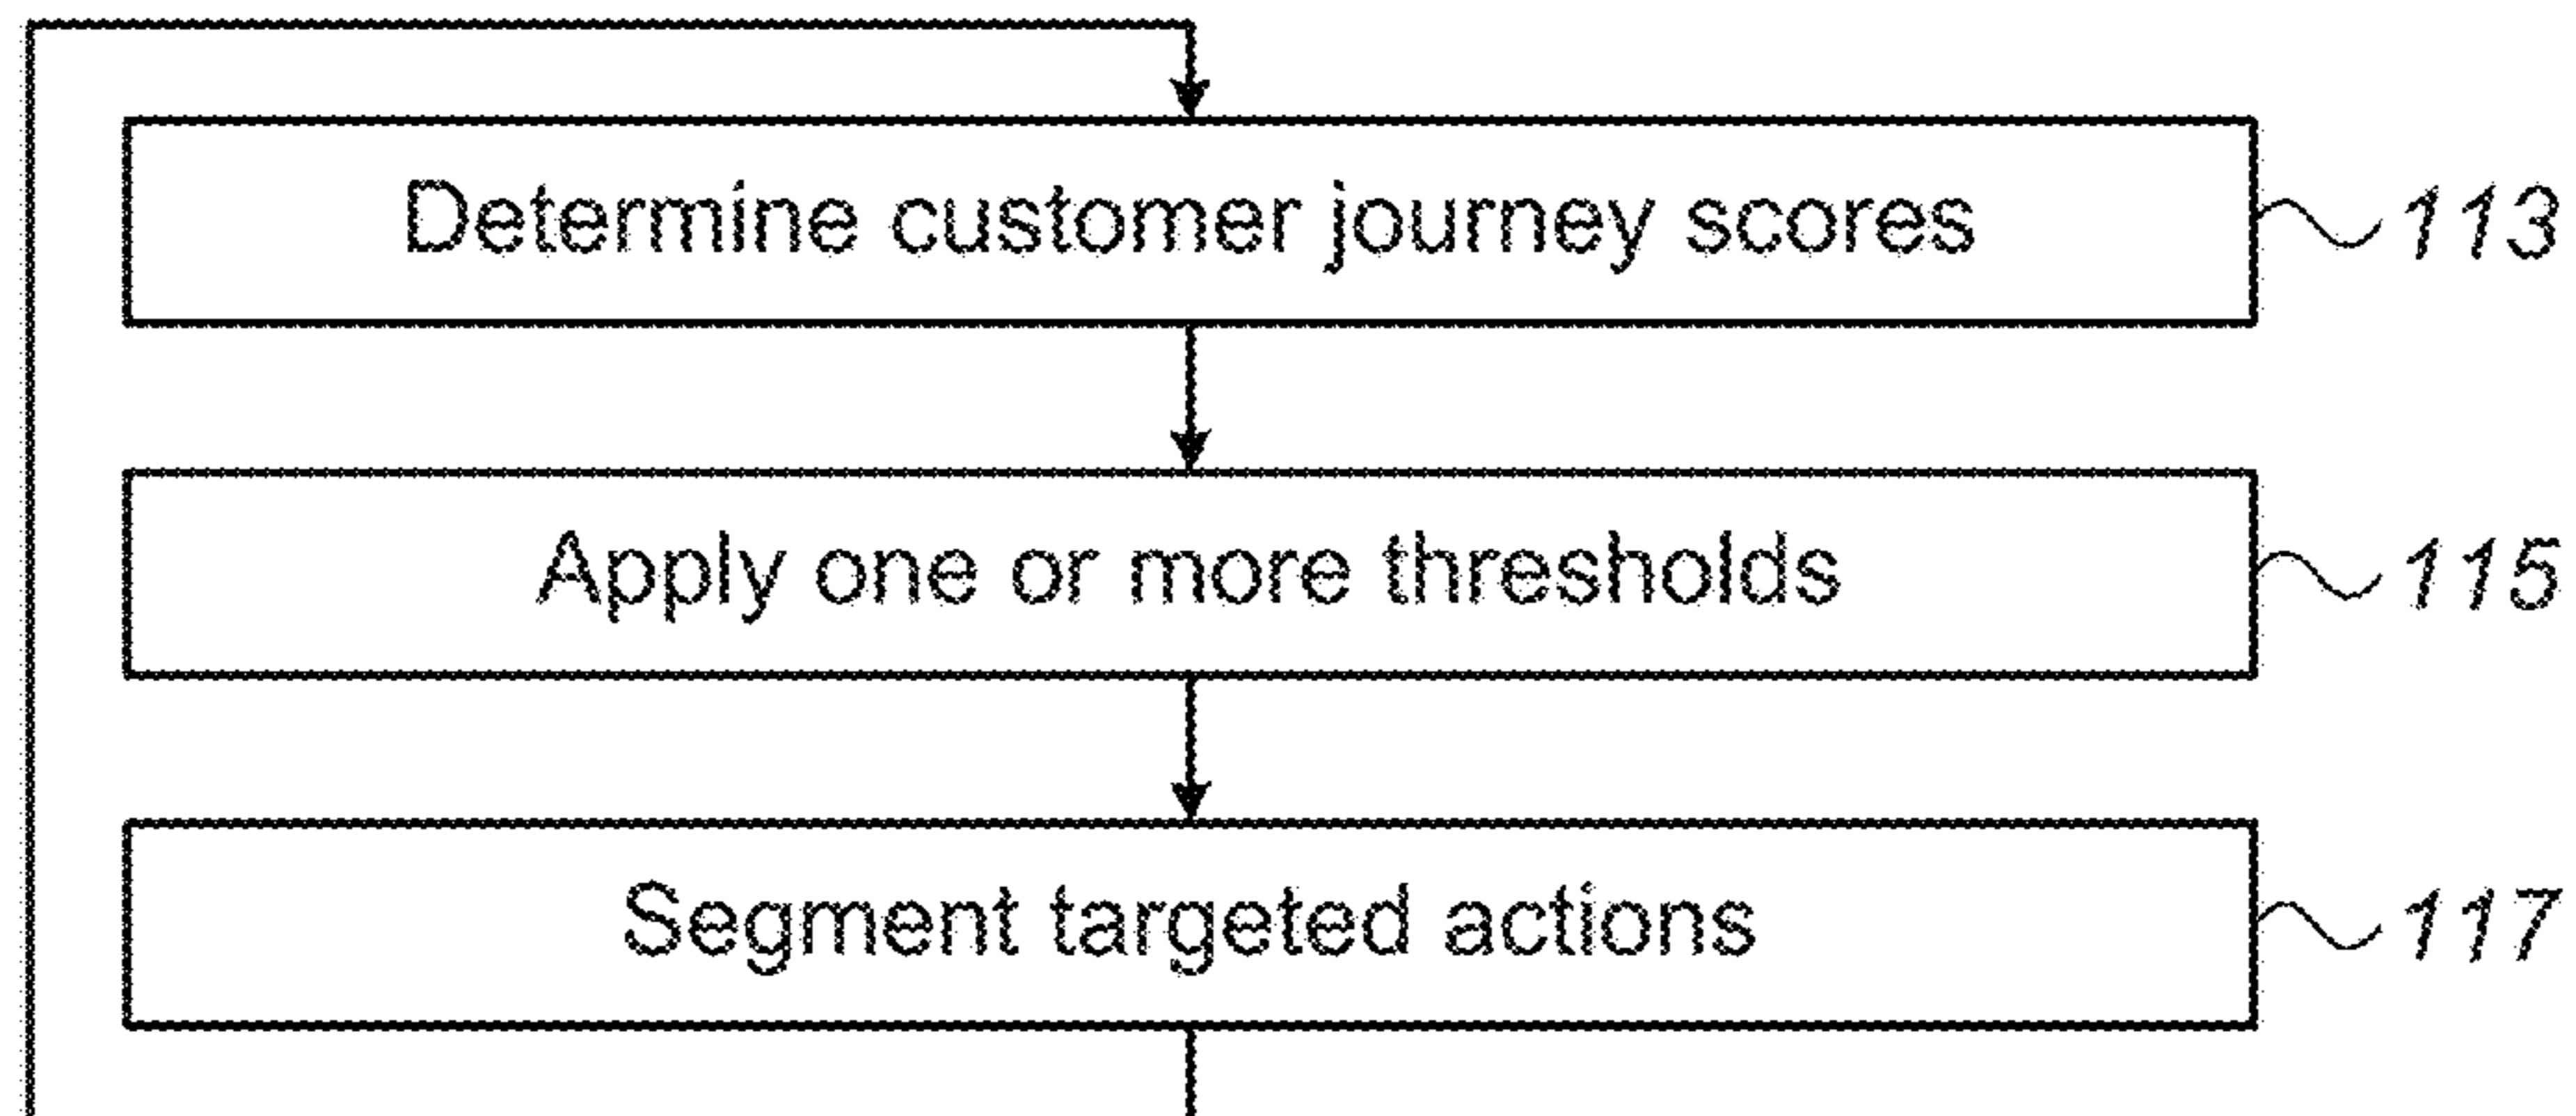 Determine customer journey scores 113
Apply one or more thresholds 115
Segment targeted actions 117